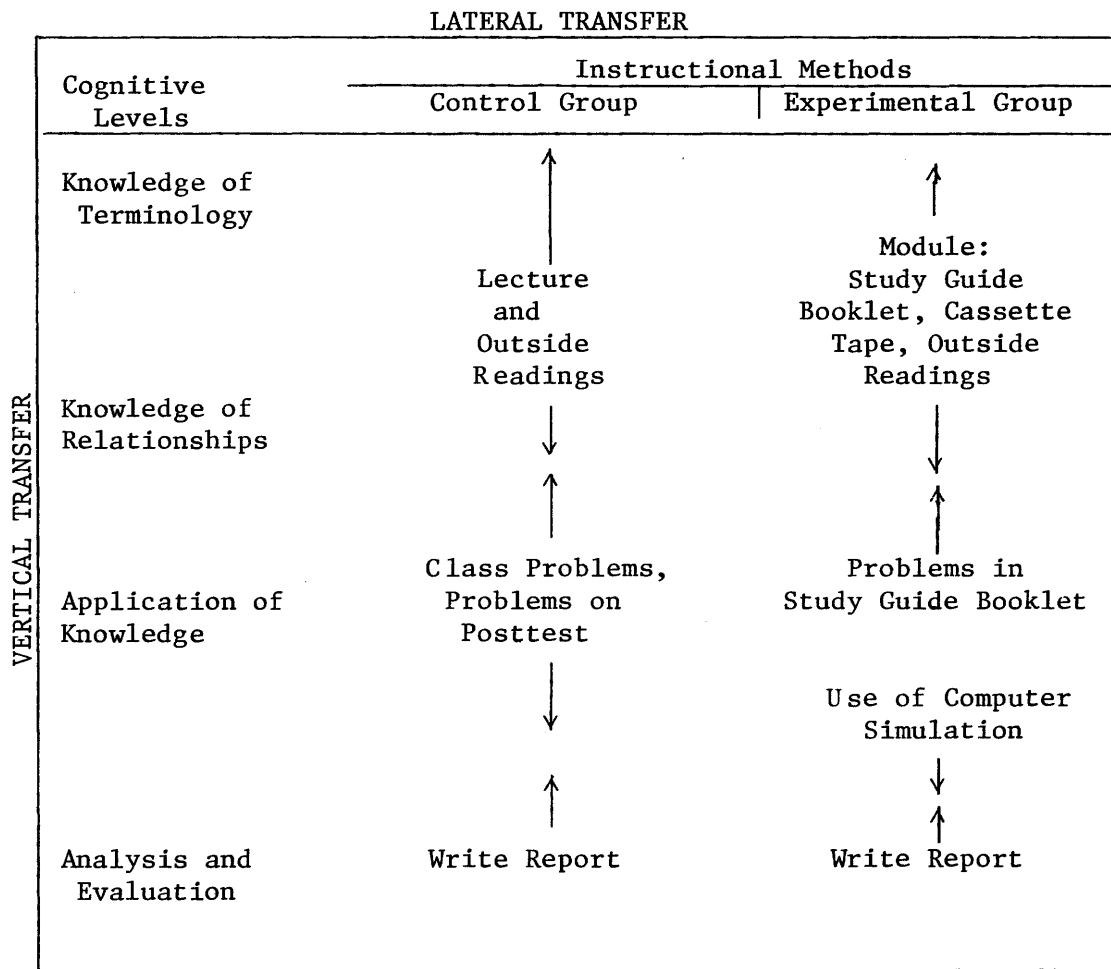 LATERAL TRANSFER
Cognitive
Levels
Instructional Methods
Control Group
Experimental Group
Knowledge of
Terminology
Lecture
and
Outside
Readings
Module:
Study Guide
Booklet, Cassette
Tape, Outside
Readings
VERTICAL TRANSFER
Knowledge of
Relationships
Application of
Knowledge
Class Problems,
Problems on
Posttest
Problems in
Study Guide Booklet
Use of Computer
Simulation
Analysis and
Evaluation
Write Report
Write Report